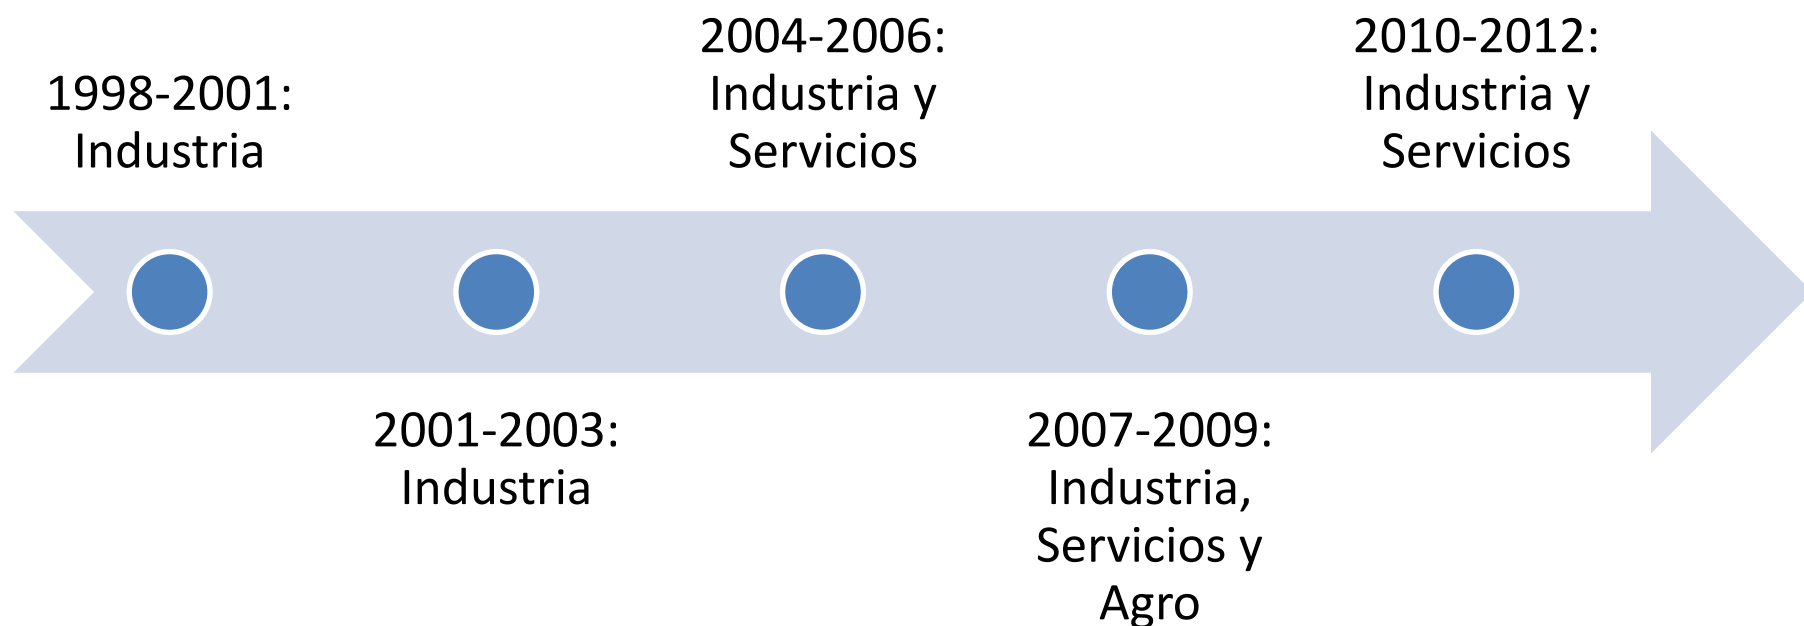 1998-2001:
Industria
2001-2003:
Industria
2004-2006:
Industria y
Servicios
2007-2009:
Industria,
Servicios y
Agro
2010-2012:
Industria y
Servicios